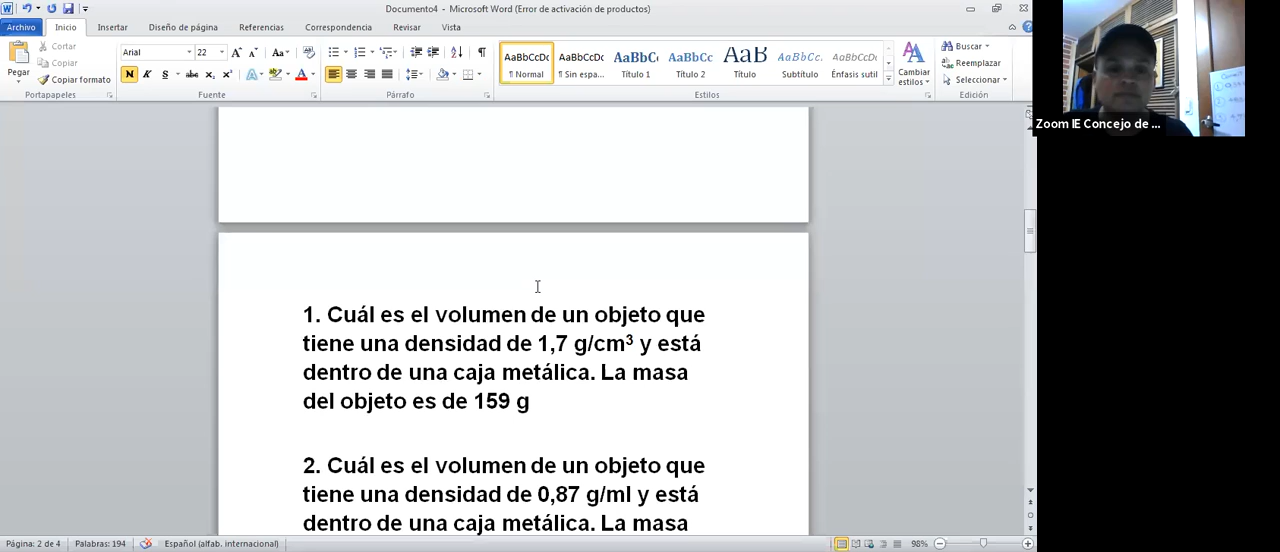 Documento4 - Microsoft Word (Error de activación de productos)
Archivo Inicio Insertar Diseño de página Referencias Correspondencia Revisar Vista
Pegar
Cortar
Copiar
Copiar formato
Portapapeles
Arial 22
Fuente
Párrafo
AaBbCcDc AaBbCcDc AaBbC AaBbCc AaB AaBbCc. AaBbCcDc
¶ Normal ¶ Sin espa... Título 1 Título 2 Título Subtítulo Énfasis sutil
Cambiar
estilos
Estilos
Buscar
Reemplazar
Seleccionar
Edición
Zoom IE Concejo de ...
1. Cuál es el volumen de un objeto que
tiene una densidad de 1,7 g/cm³ y está
dentro de una caja metálica. La masa
del objeto es de 159 g
2. Cuál es el volumen de un objeto que
tiene una densidad de 0,87 g/ml y está
dentro de una caja metálica. La masa
Página: 2 de 4 Palabras: 194 Español (alfab. internacional) 98%